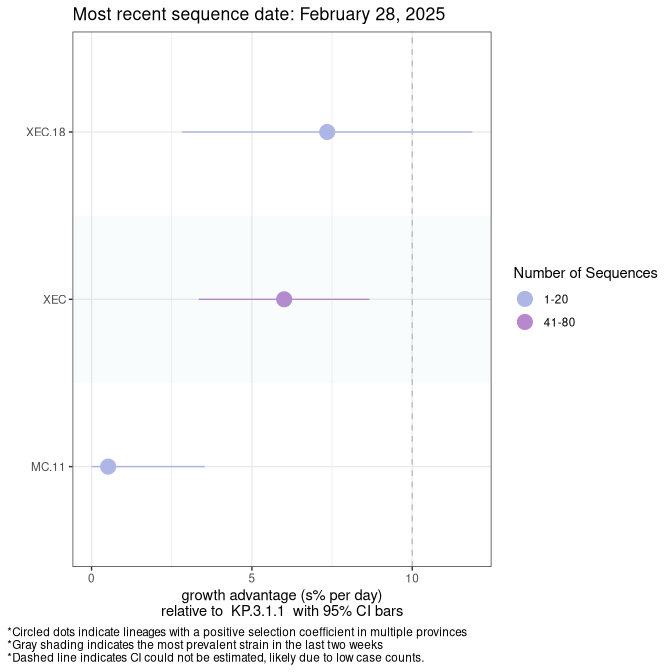 Most recent sequence date: February 28, 2025
XEC.18
XEC
MC.11
0
5
10
growth advantage (s% per day)
relative to  KP.3.1.1  with 95% CI bars
Number of Sequences
1-20
41-80
*Circled dots indicate lineages with a positive selection coefficient in multiple provinces
*Gray shading indicates the most prevalent strain in the last two weeks
*Dashed line indicates CI could not be estimated, likely due to low case counts.